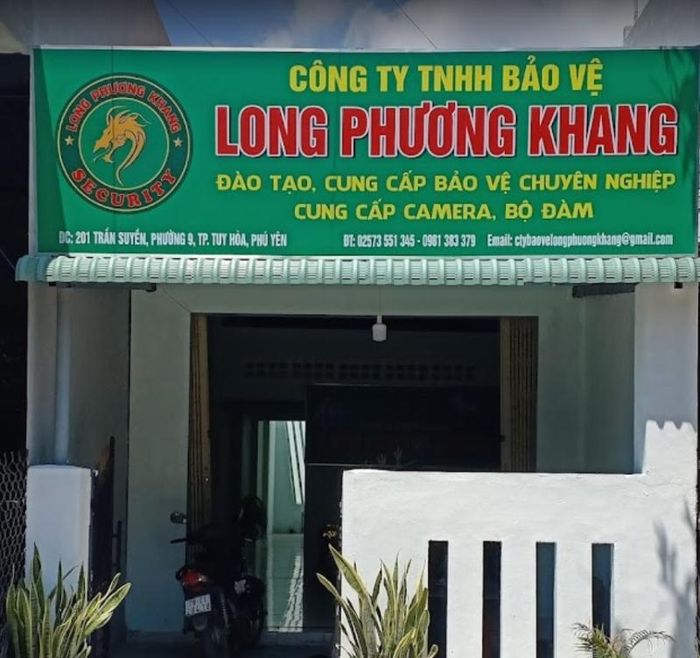 CÔNG TY TNHH BẢO VỆ
LONG PHƯƠNG KHANG
LONG PHƯƠNG KHANG
SECURITY
ĐÀO TẠO, CUNG CẤP BẢO VỆ CHUYÊN NGHIỆP
CUNG CẤP CAMERA, BỘ ĐÀM
ĐC: 201 TRẦN SUYỀN, PHƯỜNG 9, TP. TUY HÒA, PHÚ YÊN ĐT: 02573 551 345 - 0981 383 379 Email: ctybaovelongphuongkhang@gmail.com